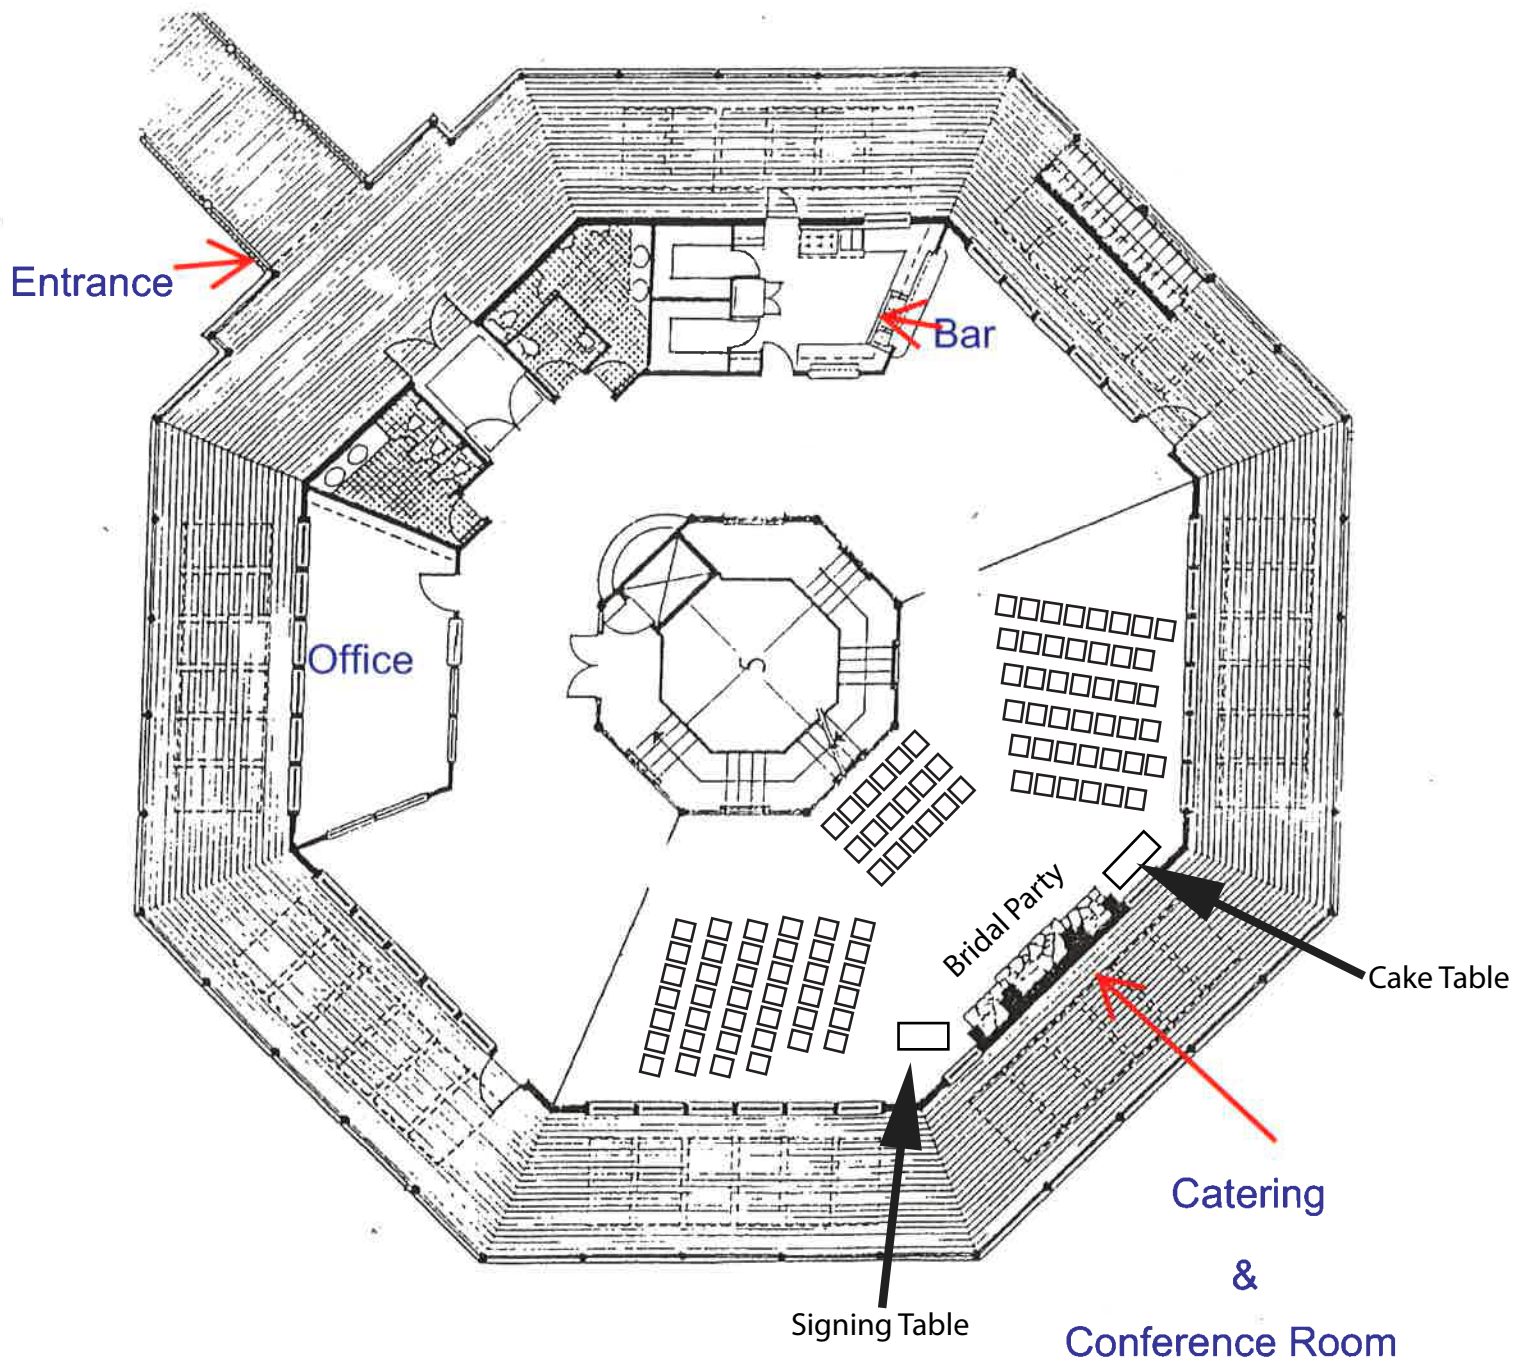 Entrance
Bar
Office
Bridal Party
Cake Table
Catering
&
Conference Room
Signing Table